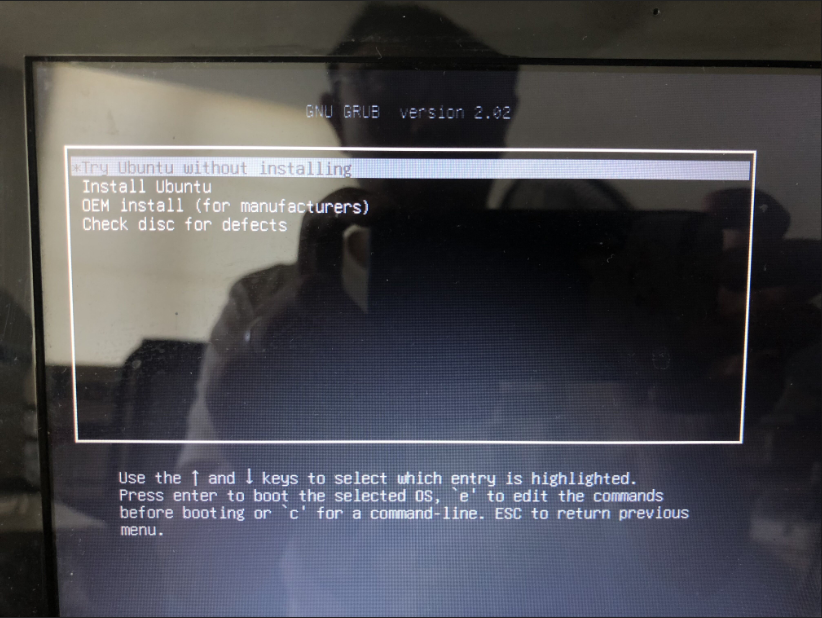 GNU GRUB version 2.02
*Try Ubuntu without installing
Install Ubuntu
OEM install (for manufacturers)
Check disc for defects
Use the ↑ and ↓ keys to select which entry is highlighted.
Press enter to boot the selected OS, `e' to edit the commands
before booting or `c' for a command-line. ESC to return previous
menu.